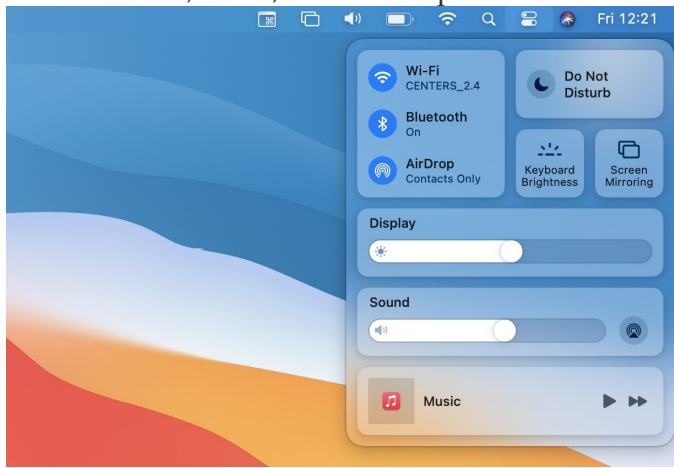 Fri 12:21
Wi-Fi
CENTERS_2.4
Bluetooth
On
AirDrop
Contacts Only
Do Not
Disturb
Keyboard
Brightness
Screen
Mirroring
Display
Sound
Music